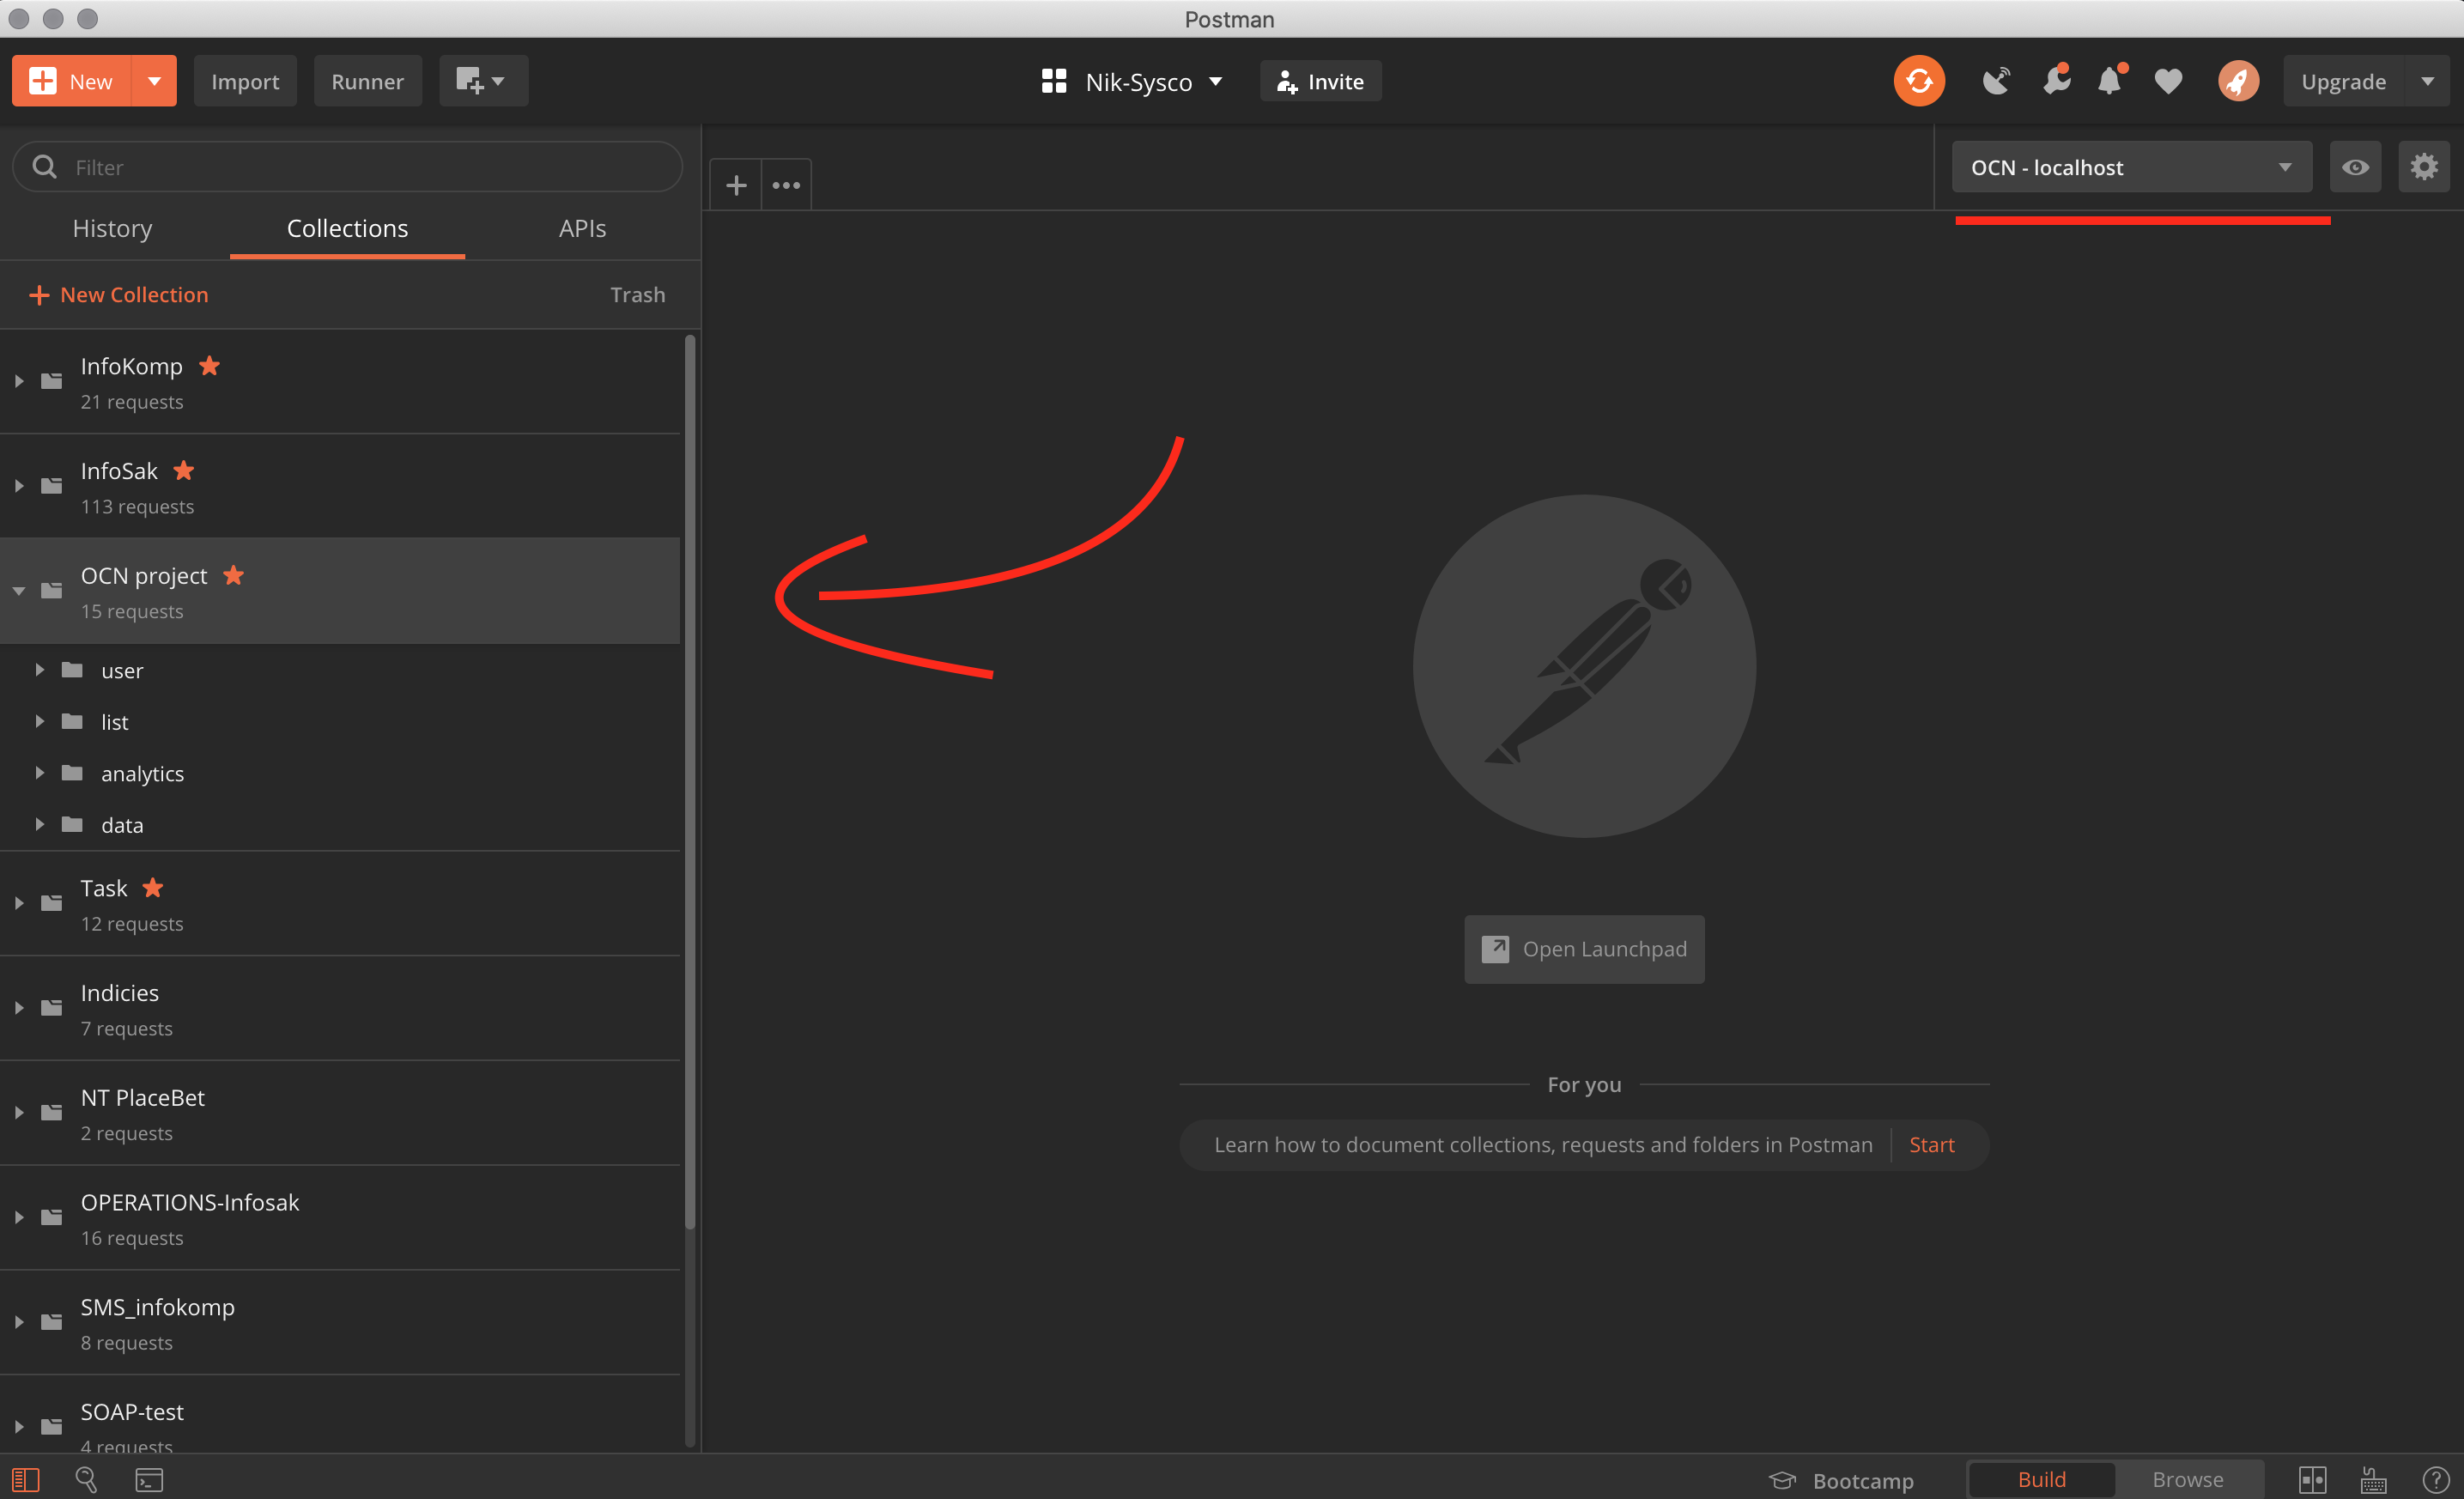 Postman
New
Import
Runner
Nik-Sysco
Invite
Upgrade
Filter
OCN - localhost
History
Collections
APIs
New Collection
Trash
InfoKomp
21 requests
InfoSak
113 requests
OCN project
15 requests
user
list
analytics
data
Task
12 requests
Indicies
7 requests
NT PlaceBet
2 requests
OPERATIONS-Infosak
16 requests
SMS_infokomp
8 requests
SOAP-test
4 requests
Open Launchpad
For you
Learn how to document collections, requests and folders in Postman
Start
Bootcamp
Build
Browse